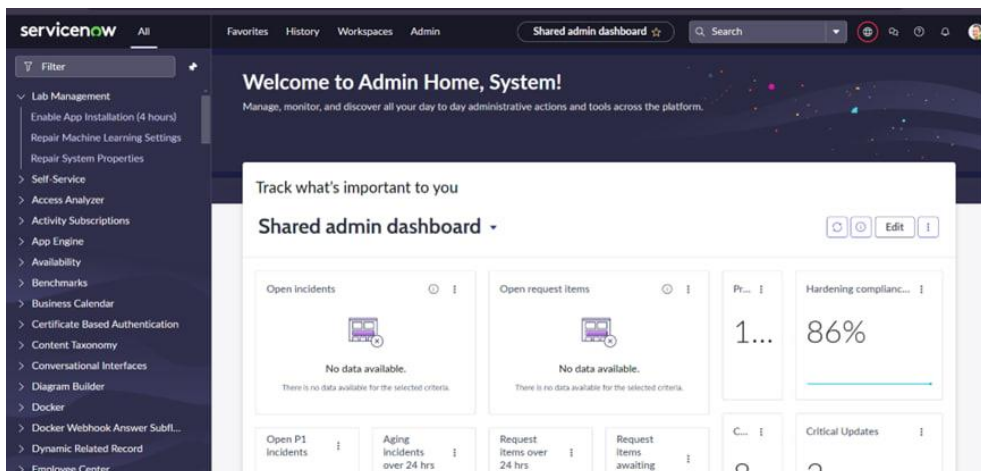 servicenow All Favorites History Workspaces Admin Shared admin dashboard Search
Filter
Lab Management
Enable App Installation (4 hours)
Repair Machine Learning Settings
Repair System Properties
Self-Service
Access Analyzer
Activity Subscriptions
App Engine
Availability
Benchmarks
Business Calendar
Certificate Based Authentication
Content Taxonomy
Conversational Interfaces
Diagram Builder
Docker
Docker Webhook Answer Subfl...
Dynamic Related Record
Employee Center
Welcome to Admin Home, System!
Manage, monitor, and discover all your day to day administrative actions and tools across the platform.
Track what's important to you
Shared admin dashboard
Edit
Open incidents
No data available.
There is no data available for the selected criteria.
Open request items
No data available.
There is no data available for the selected criteria.
Pr...
1...
Hardening complianc...
86%
Open P1
incidents
Aging
incidents
over 24 hrs
Request
items over
24 hrs
Request
items
awaiting
C...
Critical Updates